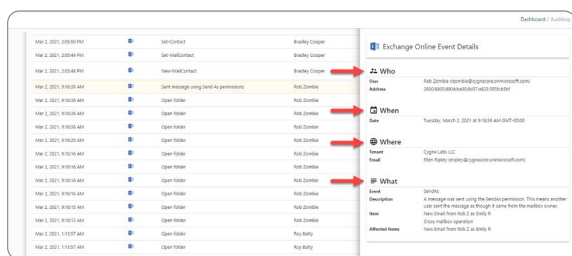 Dashboard / Auditing
Mar 2, 2021, 2:05:50 PM Set-Contact Bradley Cooper
Mar 2, 2021, 2:05:49 PM Set-MailContact Bradley Cooper
Mar 2, 2021, 2:05:48 PM New-MailContact Bradley Cooper
Mar 2, 2021, 9:18:39 AM Sent message using Send As permissions Rob Zombie
Mar 2, 2021, 9:18:36 AM Open folder Rob Zombie
Mar 2, 2021, 9:18:36 AM Open folder Rob Zombie
Mar 2, 2021, 9:18:36 AM Open folder Rob Zombie
Mar 2, 2021, 9:18:20 AM Open folder Rob Zombie
Mar 2, 2021, 9:18:16 AM Open folder Rob Zombie
Mar 2, 2021, 9:18:16 AM Open folder Rob Zombie
Mar 2, 2021, 9:18:16 AM Open folder Rob Zombie
Mar 2, 2021, 9:18:16 AM Open folder Rob Zombie
Mar 2, 2021, 9:18:15 AM Open folder Rob Zombie
Mar 2, 2021, 9:18:13 AM Open folder Rob Zombie
Mar 2, 2021, 1:13:57 AM Open folder Roy Batty
Mar 2, 2021, 1:13:57 AM Open folder Roy Batty
Exchange Online Event Details
Who
User Rob Zombie (rzombie@cygnacore.onmicrosoft.com)
Address
When
Date Tuesday, March 2, 2021 at 9:18:39 AM GMT-05:00
Where
Tenant Cygna Labs LLC
Email Ellen Ripley (eripley@cygnacore.onmicrosoft.com)
What
Event SendAs
Description A message was sent using the SendAs permission. This means another
user sent the message as though it came from the mailbox owner.
Item New Email from Rob Z as Emily R
Cross mailbox operation
Affected Items New Email from Rob Z as Emily R